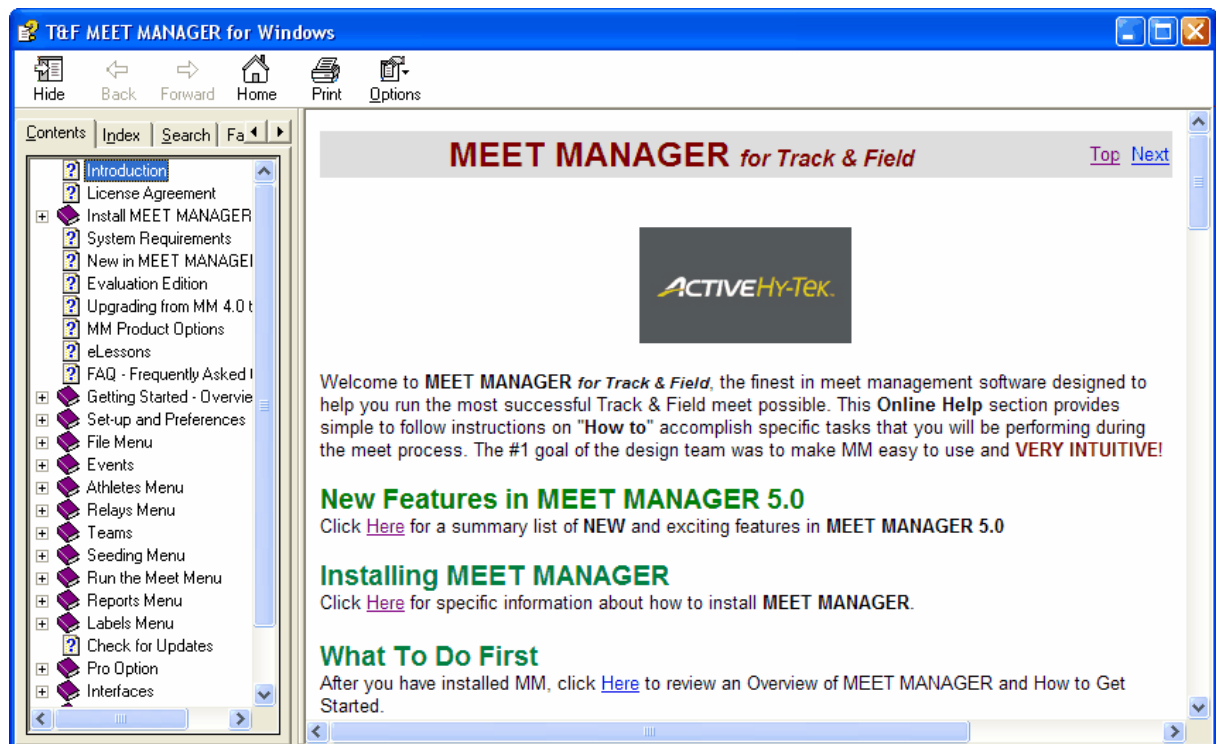 T&F MEET MANAGER for Windows
Hide Back Forward Home Print Options
Contents Index Search Fa
Introduction
License Agreement
Install MEET MANAGER
System Requirements
New in MEET MANAGE
Evaluation Edition
Upgrading from MM 4.0 t
MM Product Options
eLessons
FAQ - Frequently Asked
Getting Started - Overvie
Set-up and Preferences
File Menu
Events
Athletes Menu
Relays Menu
Teams
Seeding Menu
Run the Meet Menu
Reports Menu
Labels Menu
Check for Updates
Pro Option
Interfaces
MEET MANAGER for Track & Field Top Next
ACTIVEHY-TEK.
Welcome to MEET MANAGER for Track & Field, the finest in meet management software designed to
help you run the most successful Track & Field meet possible. This Online Help section provides
simple to follow instructions on "How to" accomplish specific tasks that you will be performing during
the meet process. The #1 goal of the design team was to make MM easy to use and VERY INTUITIVE!
New Features in MEET MANAGER 5.0
Click Here for a summary list of NEW and exciting features in MEET MANAGER 5.0
Installing MEET MANAGER
Click Here for specific information about how to install MEET MANAGER.
What To Do First
After you have installed MM, click Here to review an Overview of MEET MANAGER and How to Get
Started.